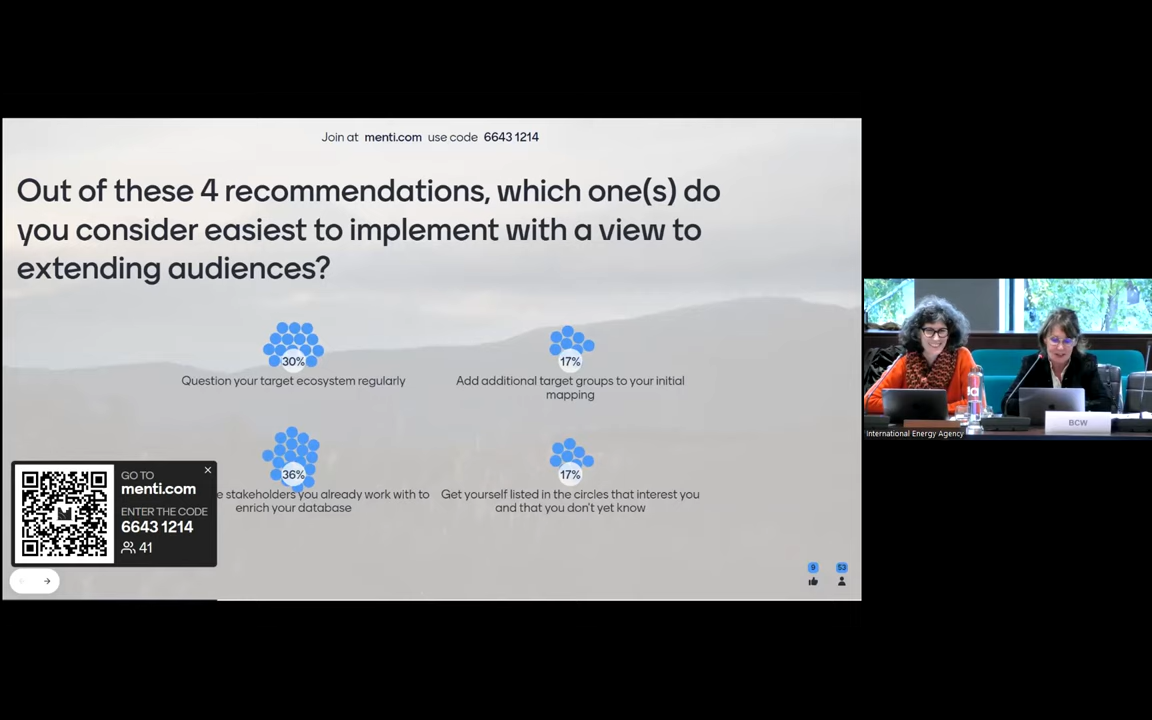 Join at menti.com use code 6643 1214
Out of these 4 recommendations, which one(s) do
you consider easiest to implement with a view to
extending audiences?
30%
Question your target ecosystem regularly
17%
Add additional target groups to your initial
mapping
36%
stakeholders you already work with to
enrich your database
17%
Get yourself listed in the circles that interest you
and that you don't yet know
GO TO
menti.com
ENTER THE CODE
6643 1214
41
9
53
BCW
International Energy Agency